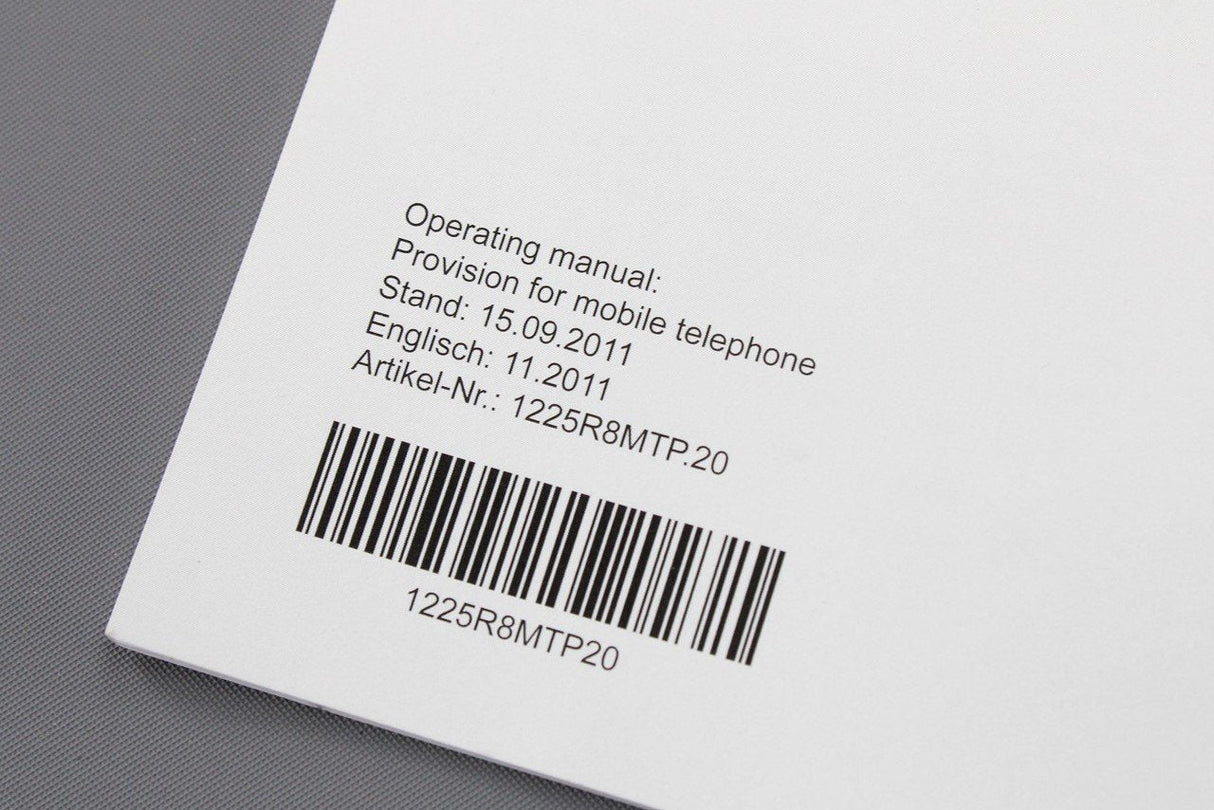 Operating manual:
Provision for mobile telephone
Stand: 15.09.2011
Englisch: 11.2011
Artikel-Nr.: 1225R8MTP.20
1225R8MTP20